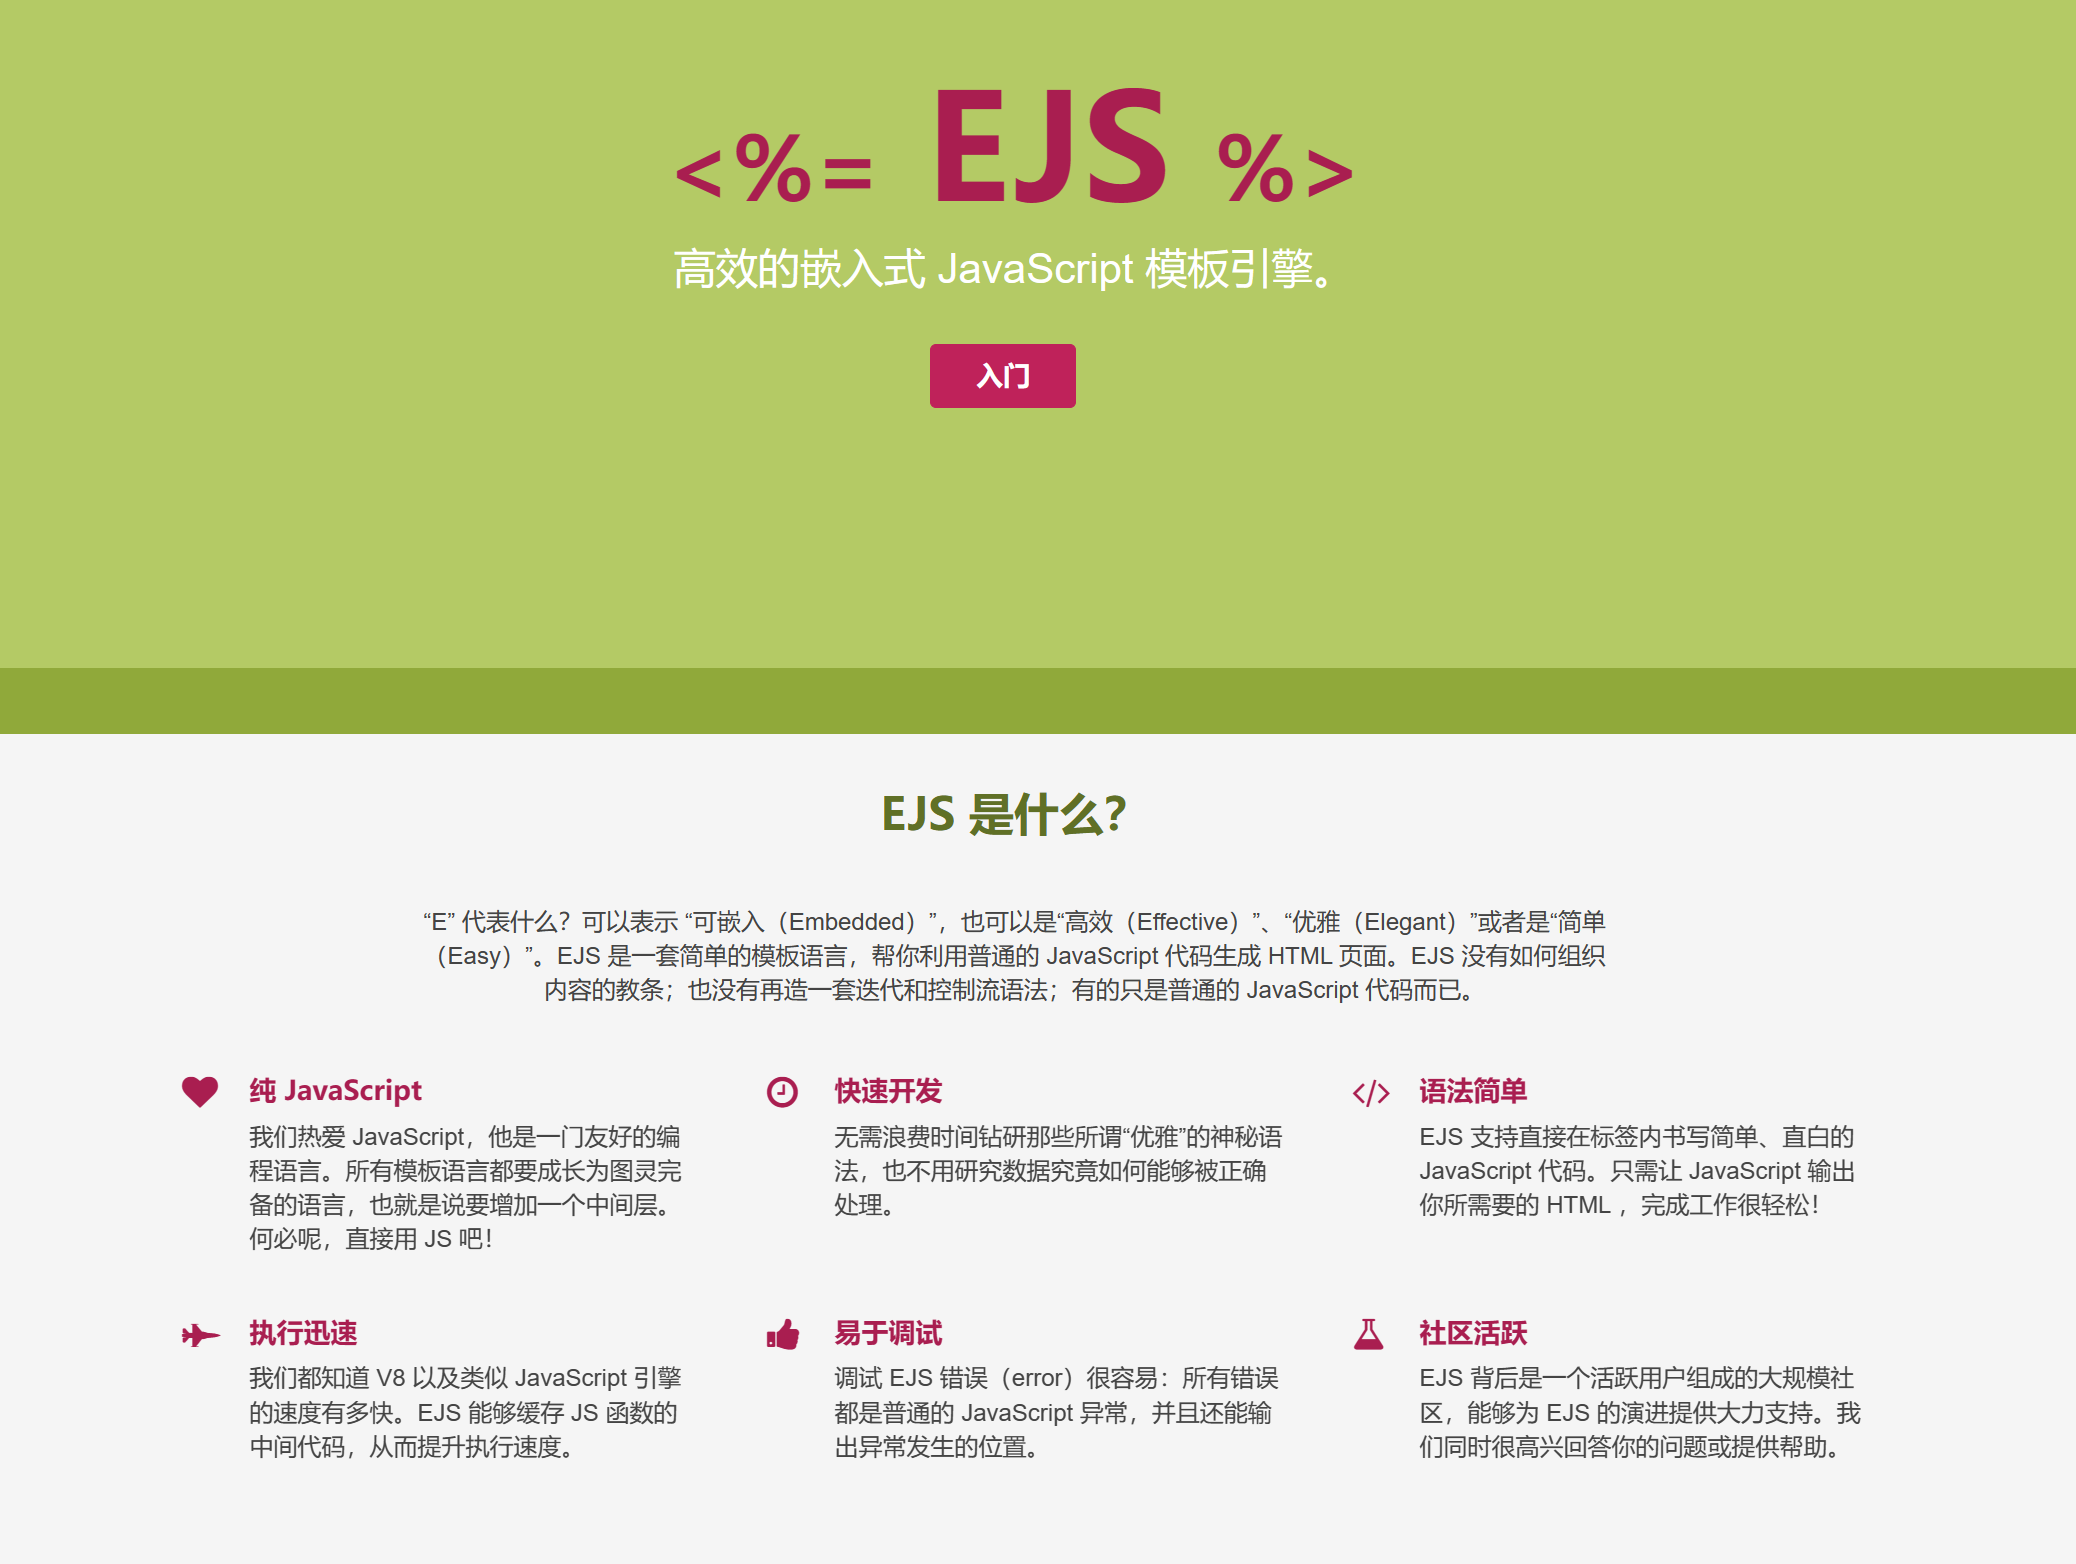 <%= EJS %>
高效的嵌入式 JavaScript 模板引擎。
入门
EJS 是什么？
“E” 代表什么？可以表示 “可嵌入（Embedded）”，也可以是“高效（Effective）”、“优雅（Elegant）”或者是“简单
（Easy）”。EJS 是一套简单的模板语言，帮你利用普通的 JavaScript 代码生成 HTML 页面。EJS 没有如何组织
内容的教条；也没有再造一套迭代和控制流语法；有的只是普通的 JavaScript 代码而已。
纯 JavaScript
我们热爱 JavaScript，他是一门友好的编
程语言。所有模板语言都要成长为图灵完
备的语言，也就是说要增加一个中间层。
何必呢，直接用 JS 吧！
快速开发
无需浪费时间钻研那些所谓“优雅”的神秘语
法，也不用研究数据究竟如何能够被正确
处理。
语法简单
EJS 支持直接在标签内书写简单、直白的
JavaScript 代码。只需让 JavaScript 输出
你所需要的 HTML ，完成工作很轻松！
执行迅速
我们都知道 V8 以及类似 JavaScript 引擎
的速度有多快。EJS 能够缓存 JS 函数的
中间代码，从而提升执行速度。
易于调试
调试 EJS 错误（error）很容易：所有错误
都是普通的 JavaScript 异常，并且还能输
出异常发生的位置。
社区活跃
EJS 背后是一个活跃用户组成的大规模社
区，能够为 EJS 的演进提供大力支持。我
们同时很高兴回答你的问题或提供帮助。